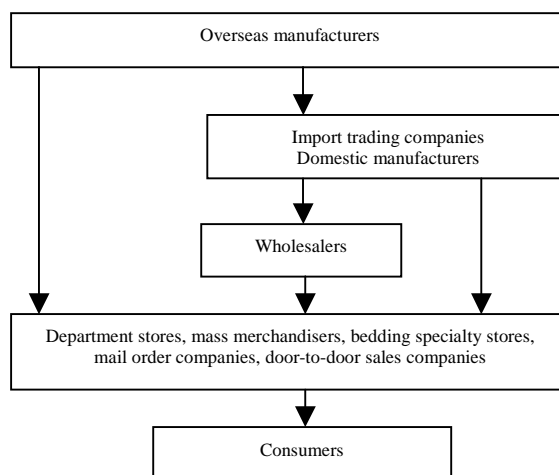 Overseas manufacturers
Import trading companies
Domestic manufacturers
Wholesalers
Department stores, mass merchandisers, bedding specialty stores,
mail order companies, door-to-door sales companies
Consumers